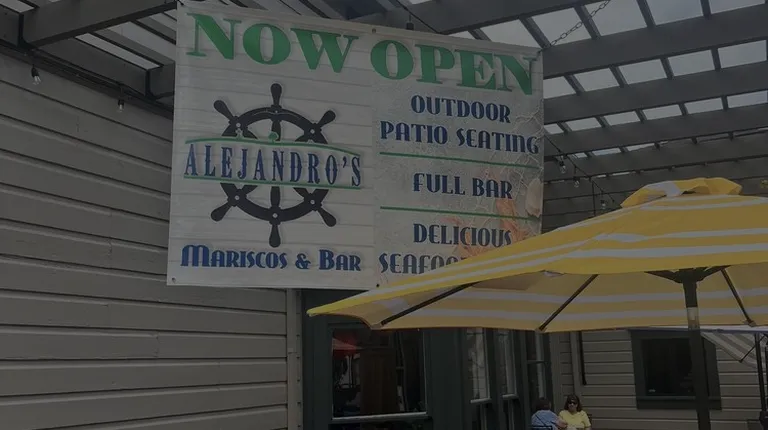 NOW OPEN
ALEJANDRO'S
MARISCOS & BAR
OUTDOOR
PATIO SEATING
FULL BAR
DELICIOUS